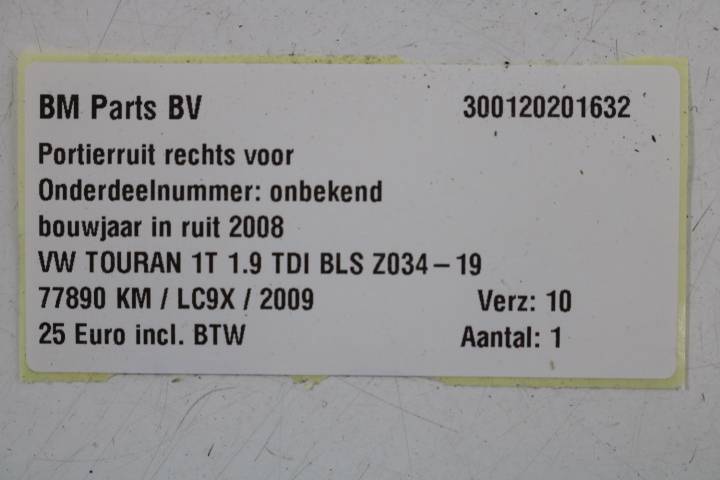 BM Parts BV 300120201632
Portierruit rechts voor
Onderdeelnummer: onbekend
bouwjaar in ruit 2008
VW TOURAN 1T 1.9 TDI BLS Z034-19
77890 KM / LC9X / 2009 Verz: 10
25 Euro incl. BTW Aantal: 1